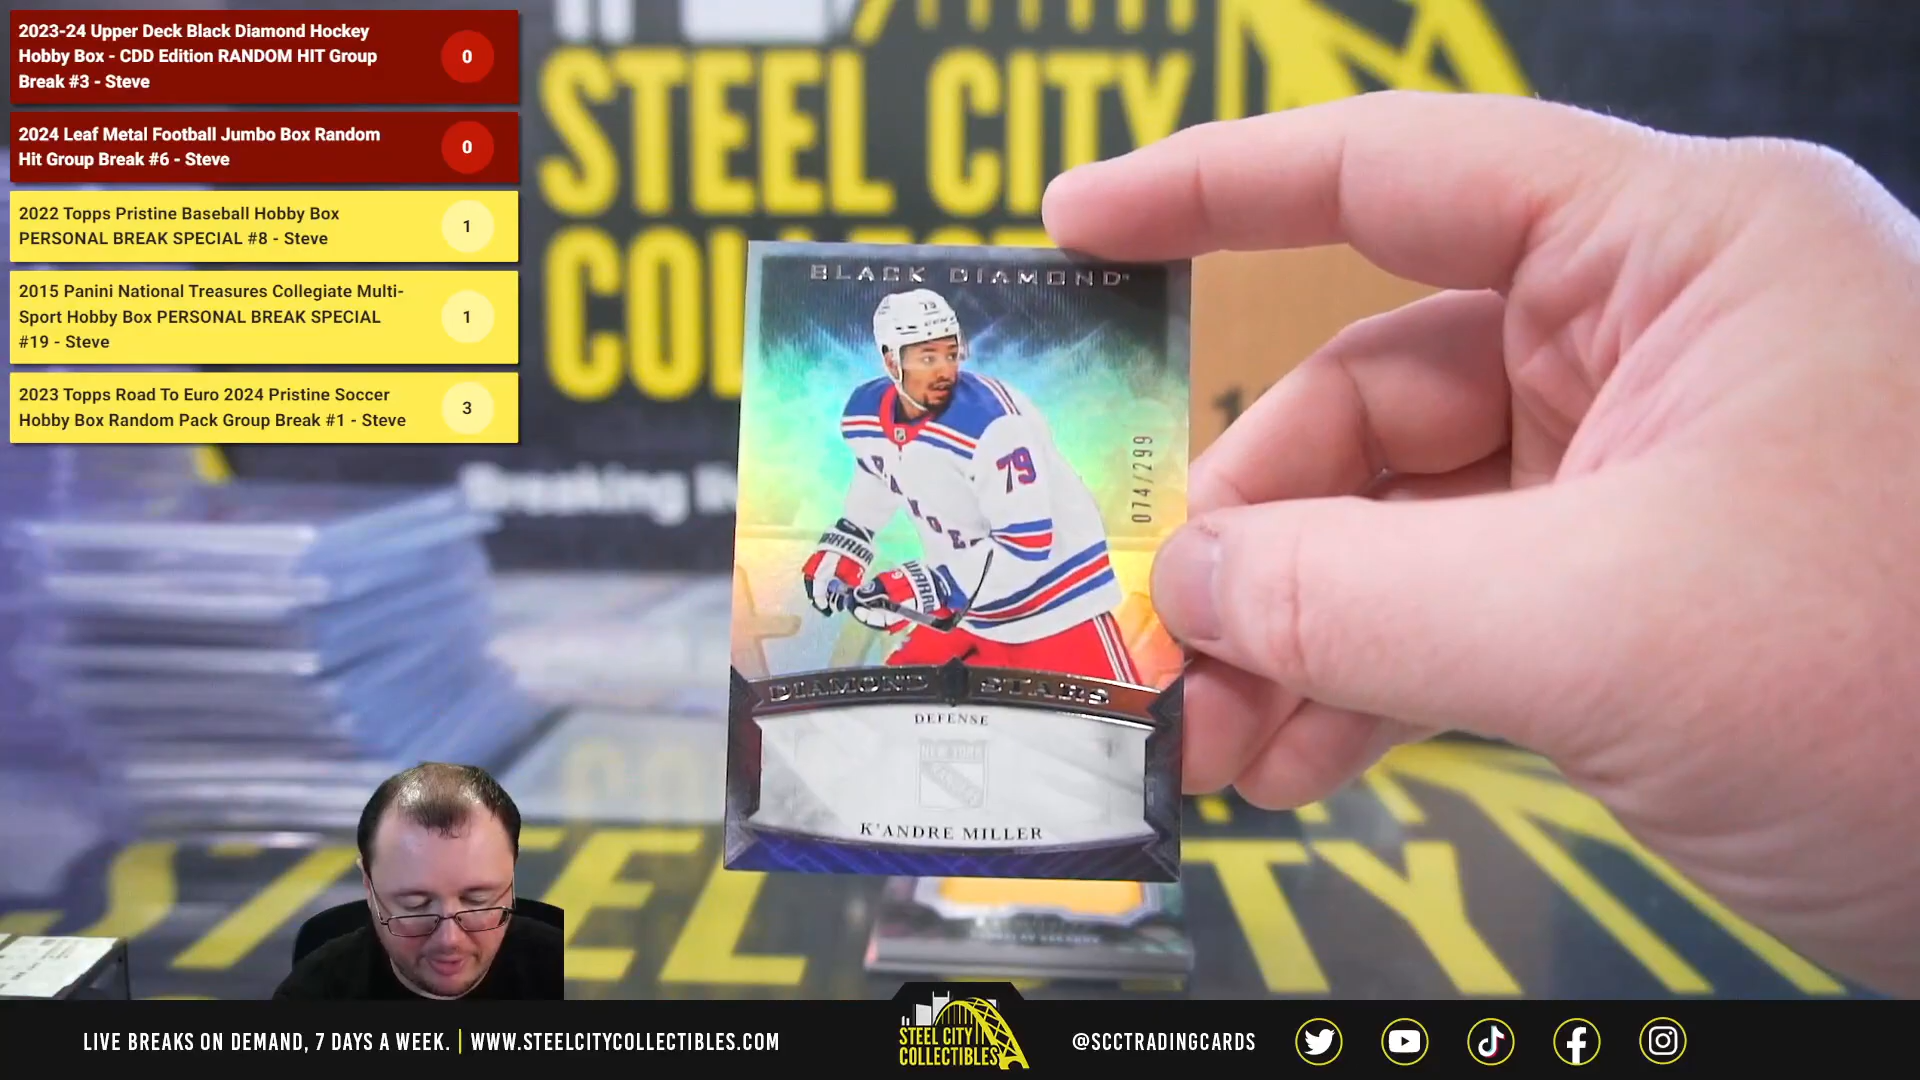 2023-24 Upper Deck Black Diamond Hockey
Hobby Box - CDD Edition RANDOM HIT Group
Break #3 - Steve
0
2024 Leaf Metal Football Jumbo Box Random
Hit Group Break #6 - Steve
0
2022 Topps Pristine Baseball Hobby Box
PERSONAL BREAK SPECIAL #8 - Steve
1
2015 Panini National Treasures Collegiate Multi-
Sport Hobby Box PERSONAL BREAK SPECIAL
#19 - Steve
1
2023 Topps Road To Euro 2024 Pristine Soccer
Hobby Box Random Pack Group Break #1 - Steve
3
STEEL CITY
Breaking
BLACK DIAMOND
79
79
074/299
WARRIOR
DIAMOND STARS
DEFENSE
NEW YORK
K'ANDRE MILLER
LIVE BREAKS ON DEMAND, 7 DAYS A WEEK. | WWW.STEELCITYCOLLECTIBLES.COM
STEEL CITY
COLLECTIBLES
@SCCTRADINGCARDS